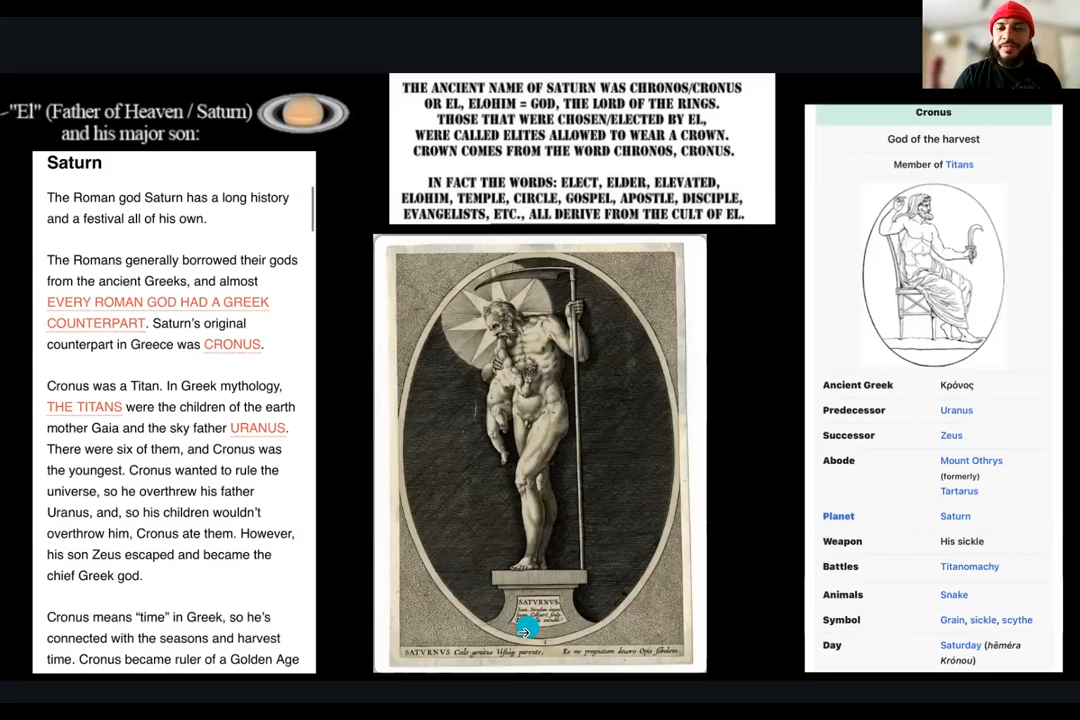 -"El" (Father of Heaven / Saturn)
and his major son:
Saturn
The Roman god Saturn has a long history
and a festival all of his own.
The Romans generally borrowed their gods
from the ancient Greeks, and almost
EVERY ROMAN GOD HAD A GREEK
COUNTERPART. Saturn’s original
counterpart in Greece was CRONUS.
Cronus was a Titan. In Greek mythology,
THE TITANS were the children of the earth
mother Gaia and the sky father URANUS.
There were six of them, and Cronus was
the youngest. Cronus wanted to rule the
universe, so he overthrew his father
Uranus, and, so his children wouldn’t
overthrow him, Cronus ate them. However,
his son Zeus escaped and became the
chief Greek god.
Cronus means “time” in Greek, so he’s
connected with the seasons and harvest
time. Cronus became ruler of a Golden Age
THE ANCIENT NAME OF SATURN WAS CHRONOS/CRONUS
OR EL, ELOHIM = GOD, THE LORD OF THE RINGS.
THOSE THAT WERE CHOSEN/ELECTED BY EL,
WERE CALLED ELITES ALLOWED TO WEAR A CROWN.
CROWN COMES FROM THE WORD CHRONOS, CRONUS.
IN FACT THE WORDS: ELECT, ELDER, ELEVATED,
ELOHIM, TEMPLE, CIRCLE, GOSPEL, APOSTLE, DISCIPLE,
EVANGELISTS, ETC., ALL DERIVE FROM THE CULT OF EL.
SATVRNVS.
SATVRNVS Cælo genitus Vestáq; parente, Ex me prognatam deuoro Opis sobolem.
Cronus
God of the harvest
Member of Titans
Ancient Greek Κρόνος
Predecessor Uranus
Successor Zeus
Abode Mount Othrys
(formerly)
Tartarus
Planet Saturn
Weapon His sickle
Battles Titanomachy
Animals Snake
Symbol Grain, sickle, scythe
Day Saturday (hēméra
Krónou)